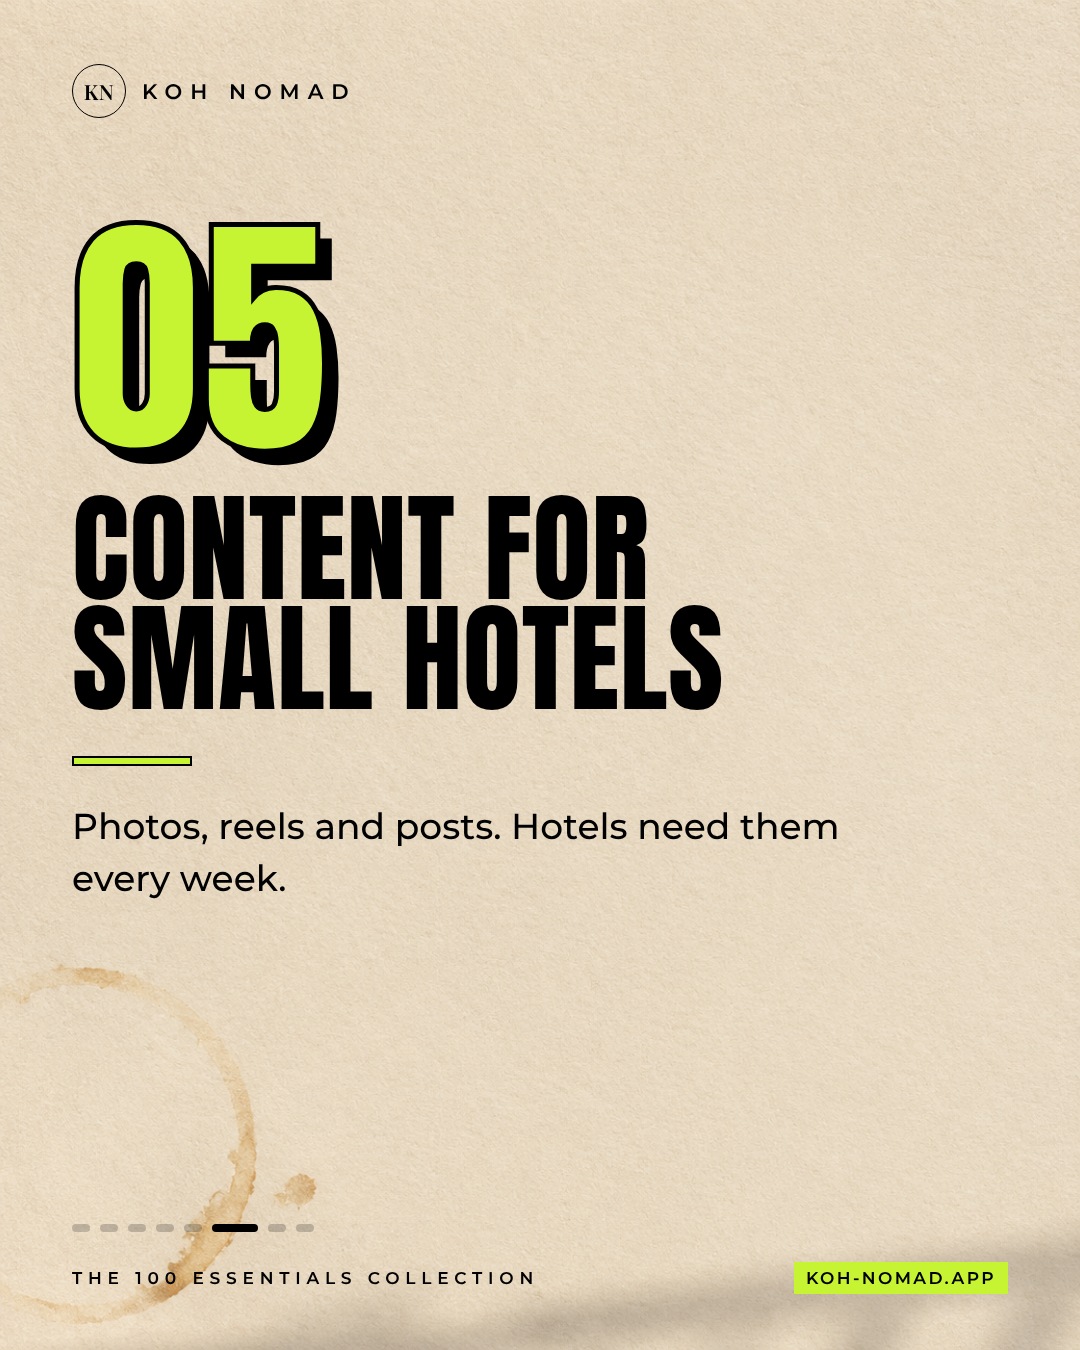 KN KOH NOMAD
05
CONTENT FOR
SMALL HOTELS
Photos, reels and posts. Hotels need them
every week.
THE 100 ESSENTIALS COLLECTION
KOH-NOMAD.APP